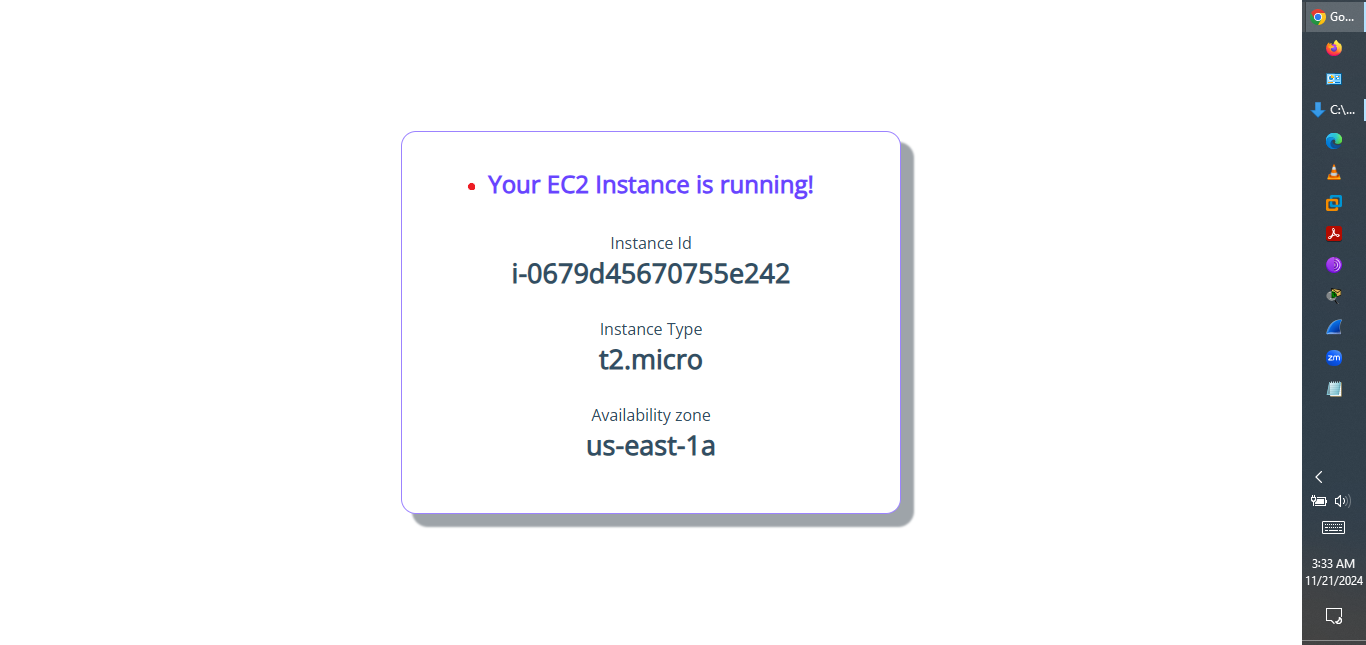 Your EC2 Instance is running!
Instance Id
i-0679d45670755e242
Instance Type
t2.micro
Availability zone
us-east-1a
Go...
C:\...
zm
3:33 AM
11/21/2024